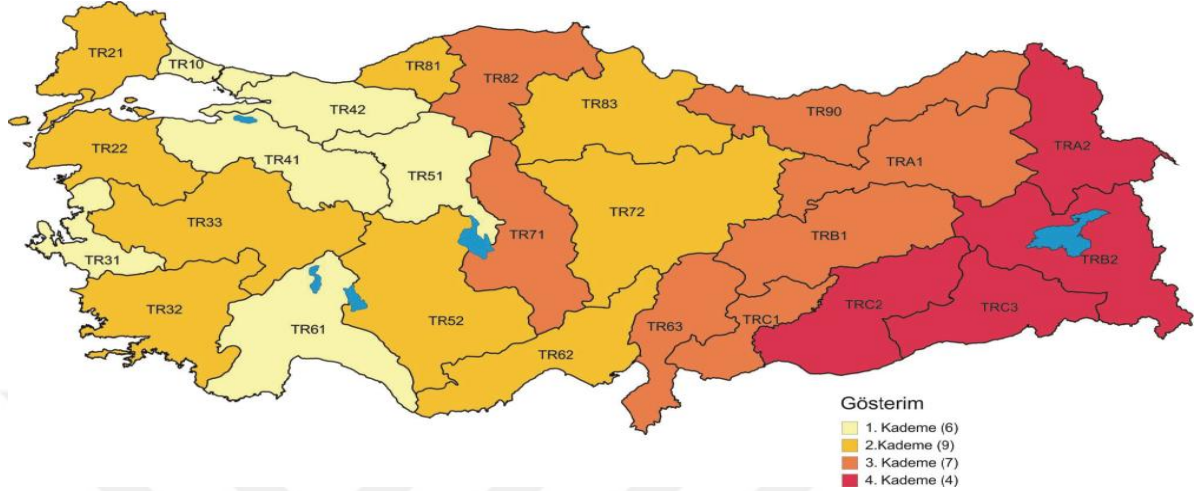 TR21
TR10
TR81
TR82
TR42
TR83
TR90
TR22
TR41
TR51
TRA1
TRA2
TR33
TR72
TR71
TRB1
TR31
TRB2
TR32
TR61
TR52
TR63
TRC1
TRC2
TRC3
TR62
Gösterim
1. Kademe (6)
2.Kademe (9)
3. Kademe (7)
4. Kademe (4)